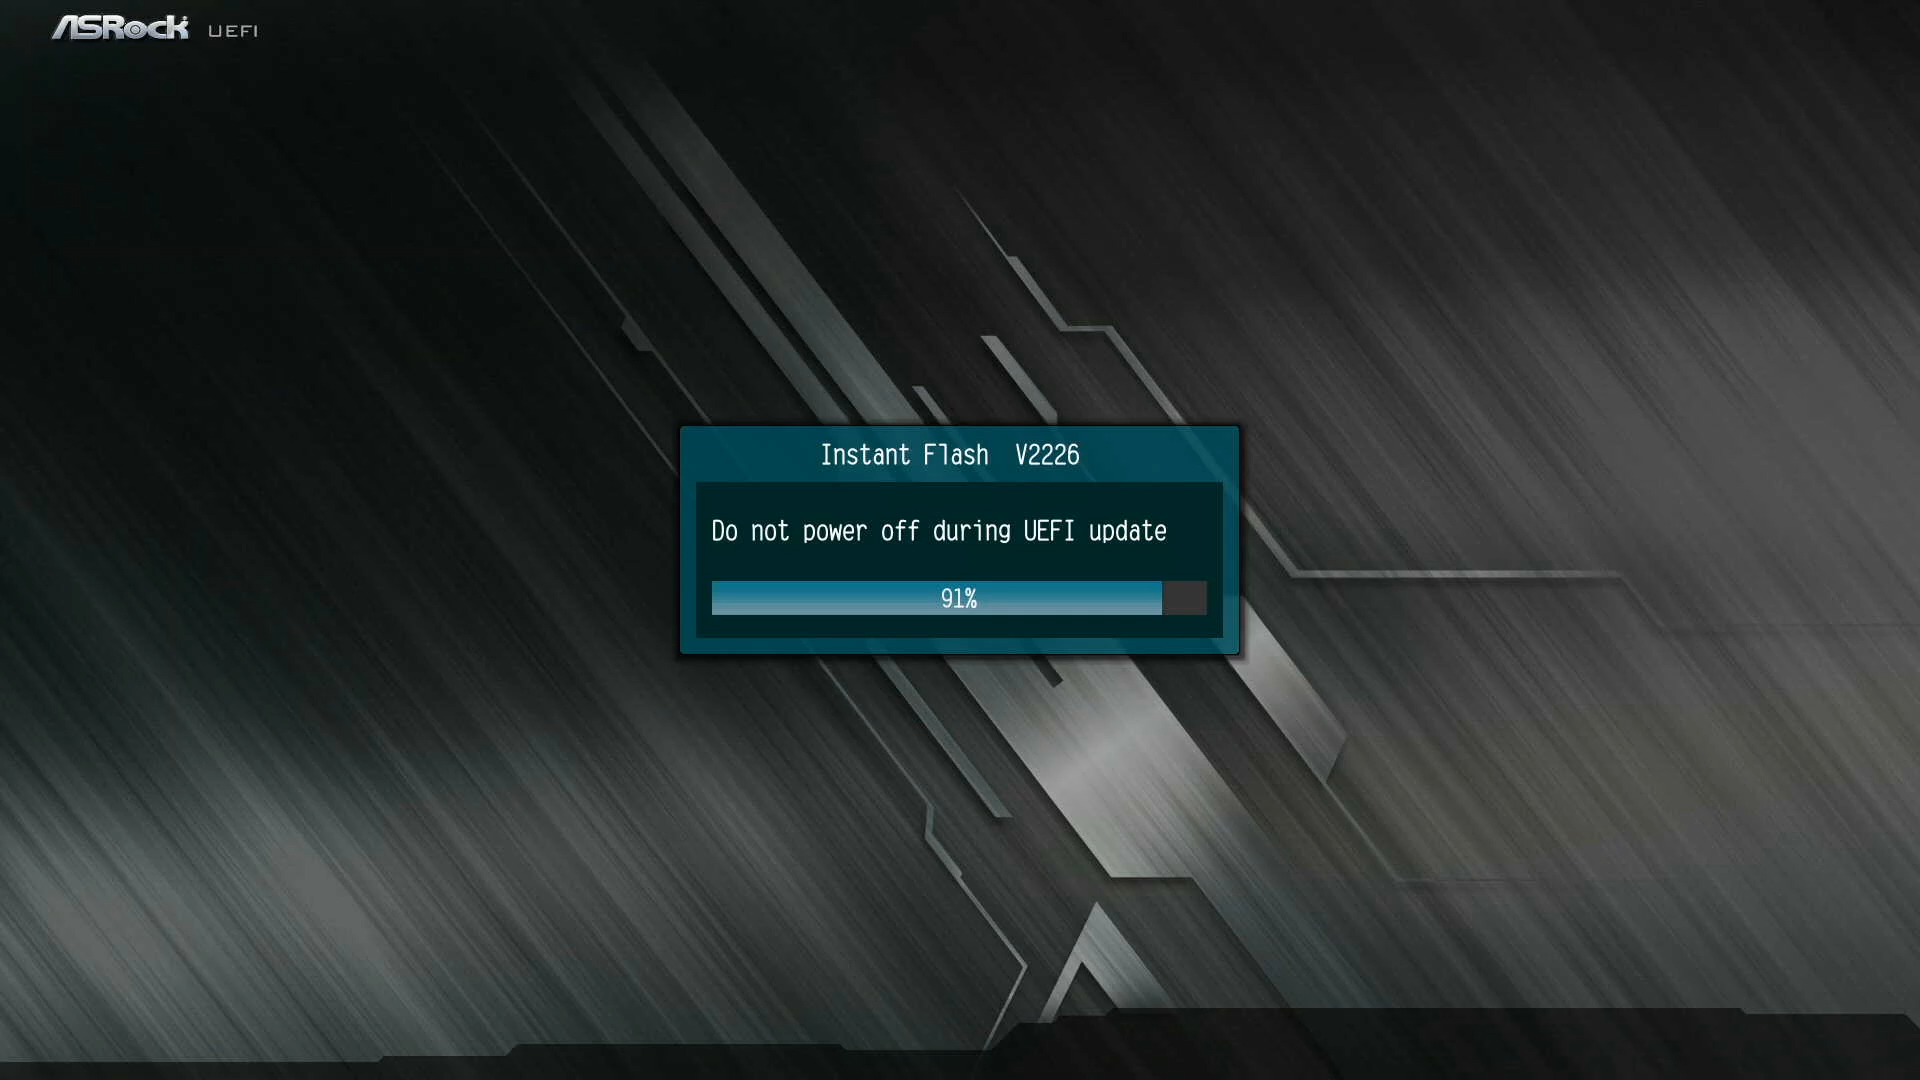 ASRock UEFI
Instant Flash V2226
Do not power off during UEFI update
91%